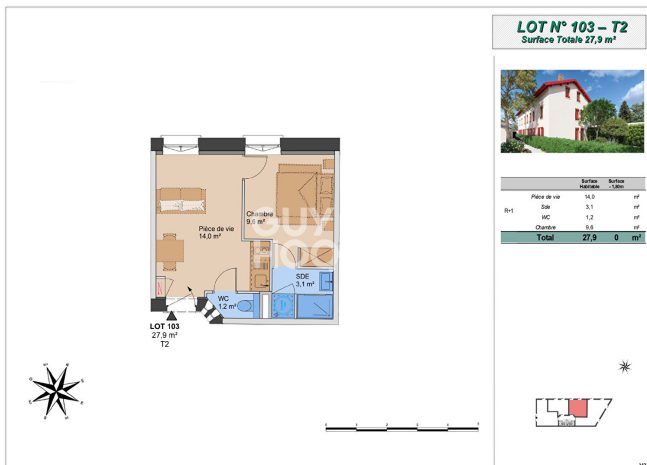 LOT N° 103 – T2
Surface Totale 27,9 m²
Surface Habitable
Surface - 1,80m
R+1
Pièce de vie 14,0 m²
Sde 3,1 m²
WC 1,2 m²
Chambre 9,6 m²
Total 27,9 0 m²
Chambre
9,6 m²
Pièce de vie
14,0 m²
GUY
HOQ
SDE
3,1 m²
WC
1,2 m²
LOT 103
27,9 m²
T2